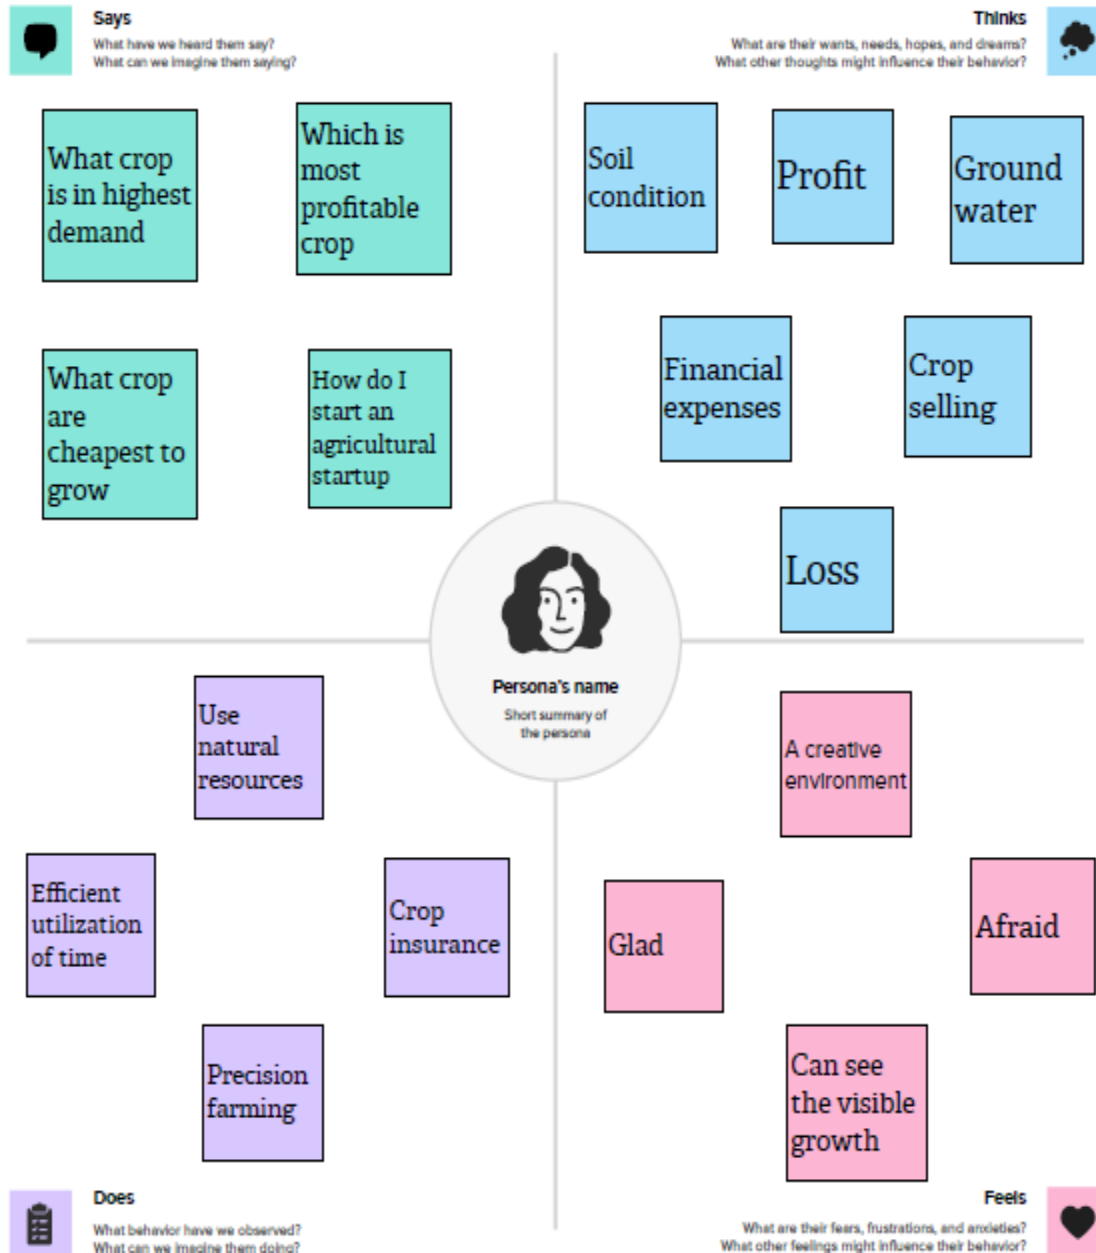 Says
What have we heard them say?
What can we imagine them saying?
Thinks
What are their wants, needs, hopes, and dreams?
What other thoughts might influence their behavior?
What crop
is in highest
demand
Which is
most
profitable
crop
Soil
condition
Profit
Ground
water
What crop
are
cheapest to
grow
How do I
start an
agricultural
startup
Financial
expenses
Crop
selling
Loss
Persona's name
Short summary of
the persona
Use
natural
resources
Efficient
utilization
of time
Crop
insurance
Precision
farming
A creative
environment
Glad
Afraid
Can see
the visible
growth
Does
What behavior have we observed?
What can we imagine them doing?
Feels
What are their fears, frustrations, and anxieties?
What other feelings might influence their behavior?